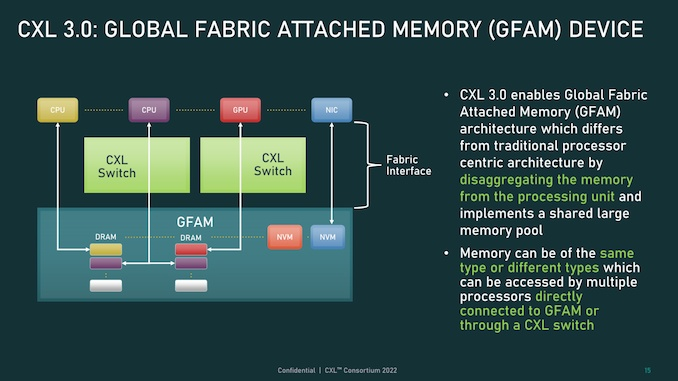 CXL 3.0: GLOBAL FABRIC ATTACHED MEMORY (GFAM) DEVICE
CPU
CPU
GPU
NIC
CXL
Switch
CXL
Switch
Fabric
Interface
GFAM
DRAM
DRAM
NVM
NVM
:
:
• CXL 3.0 enables Global Fabric
Attached Memory (GFAM)
architecture which differs
from traditional processor
centric architecture by
disaggregating the memory
from the processing unit and
implements a shared large
memory pool
• Memory can be of the same
type or different types which
can be accessed by multiple
processors directly
connected to GFAM or
through a CXL switch
Confidential | CXL™ Consortium 2022
15